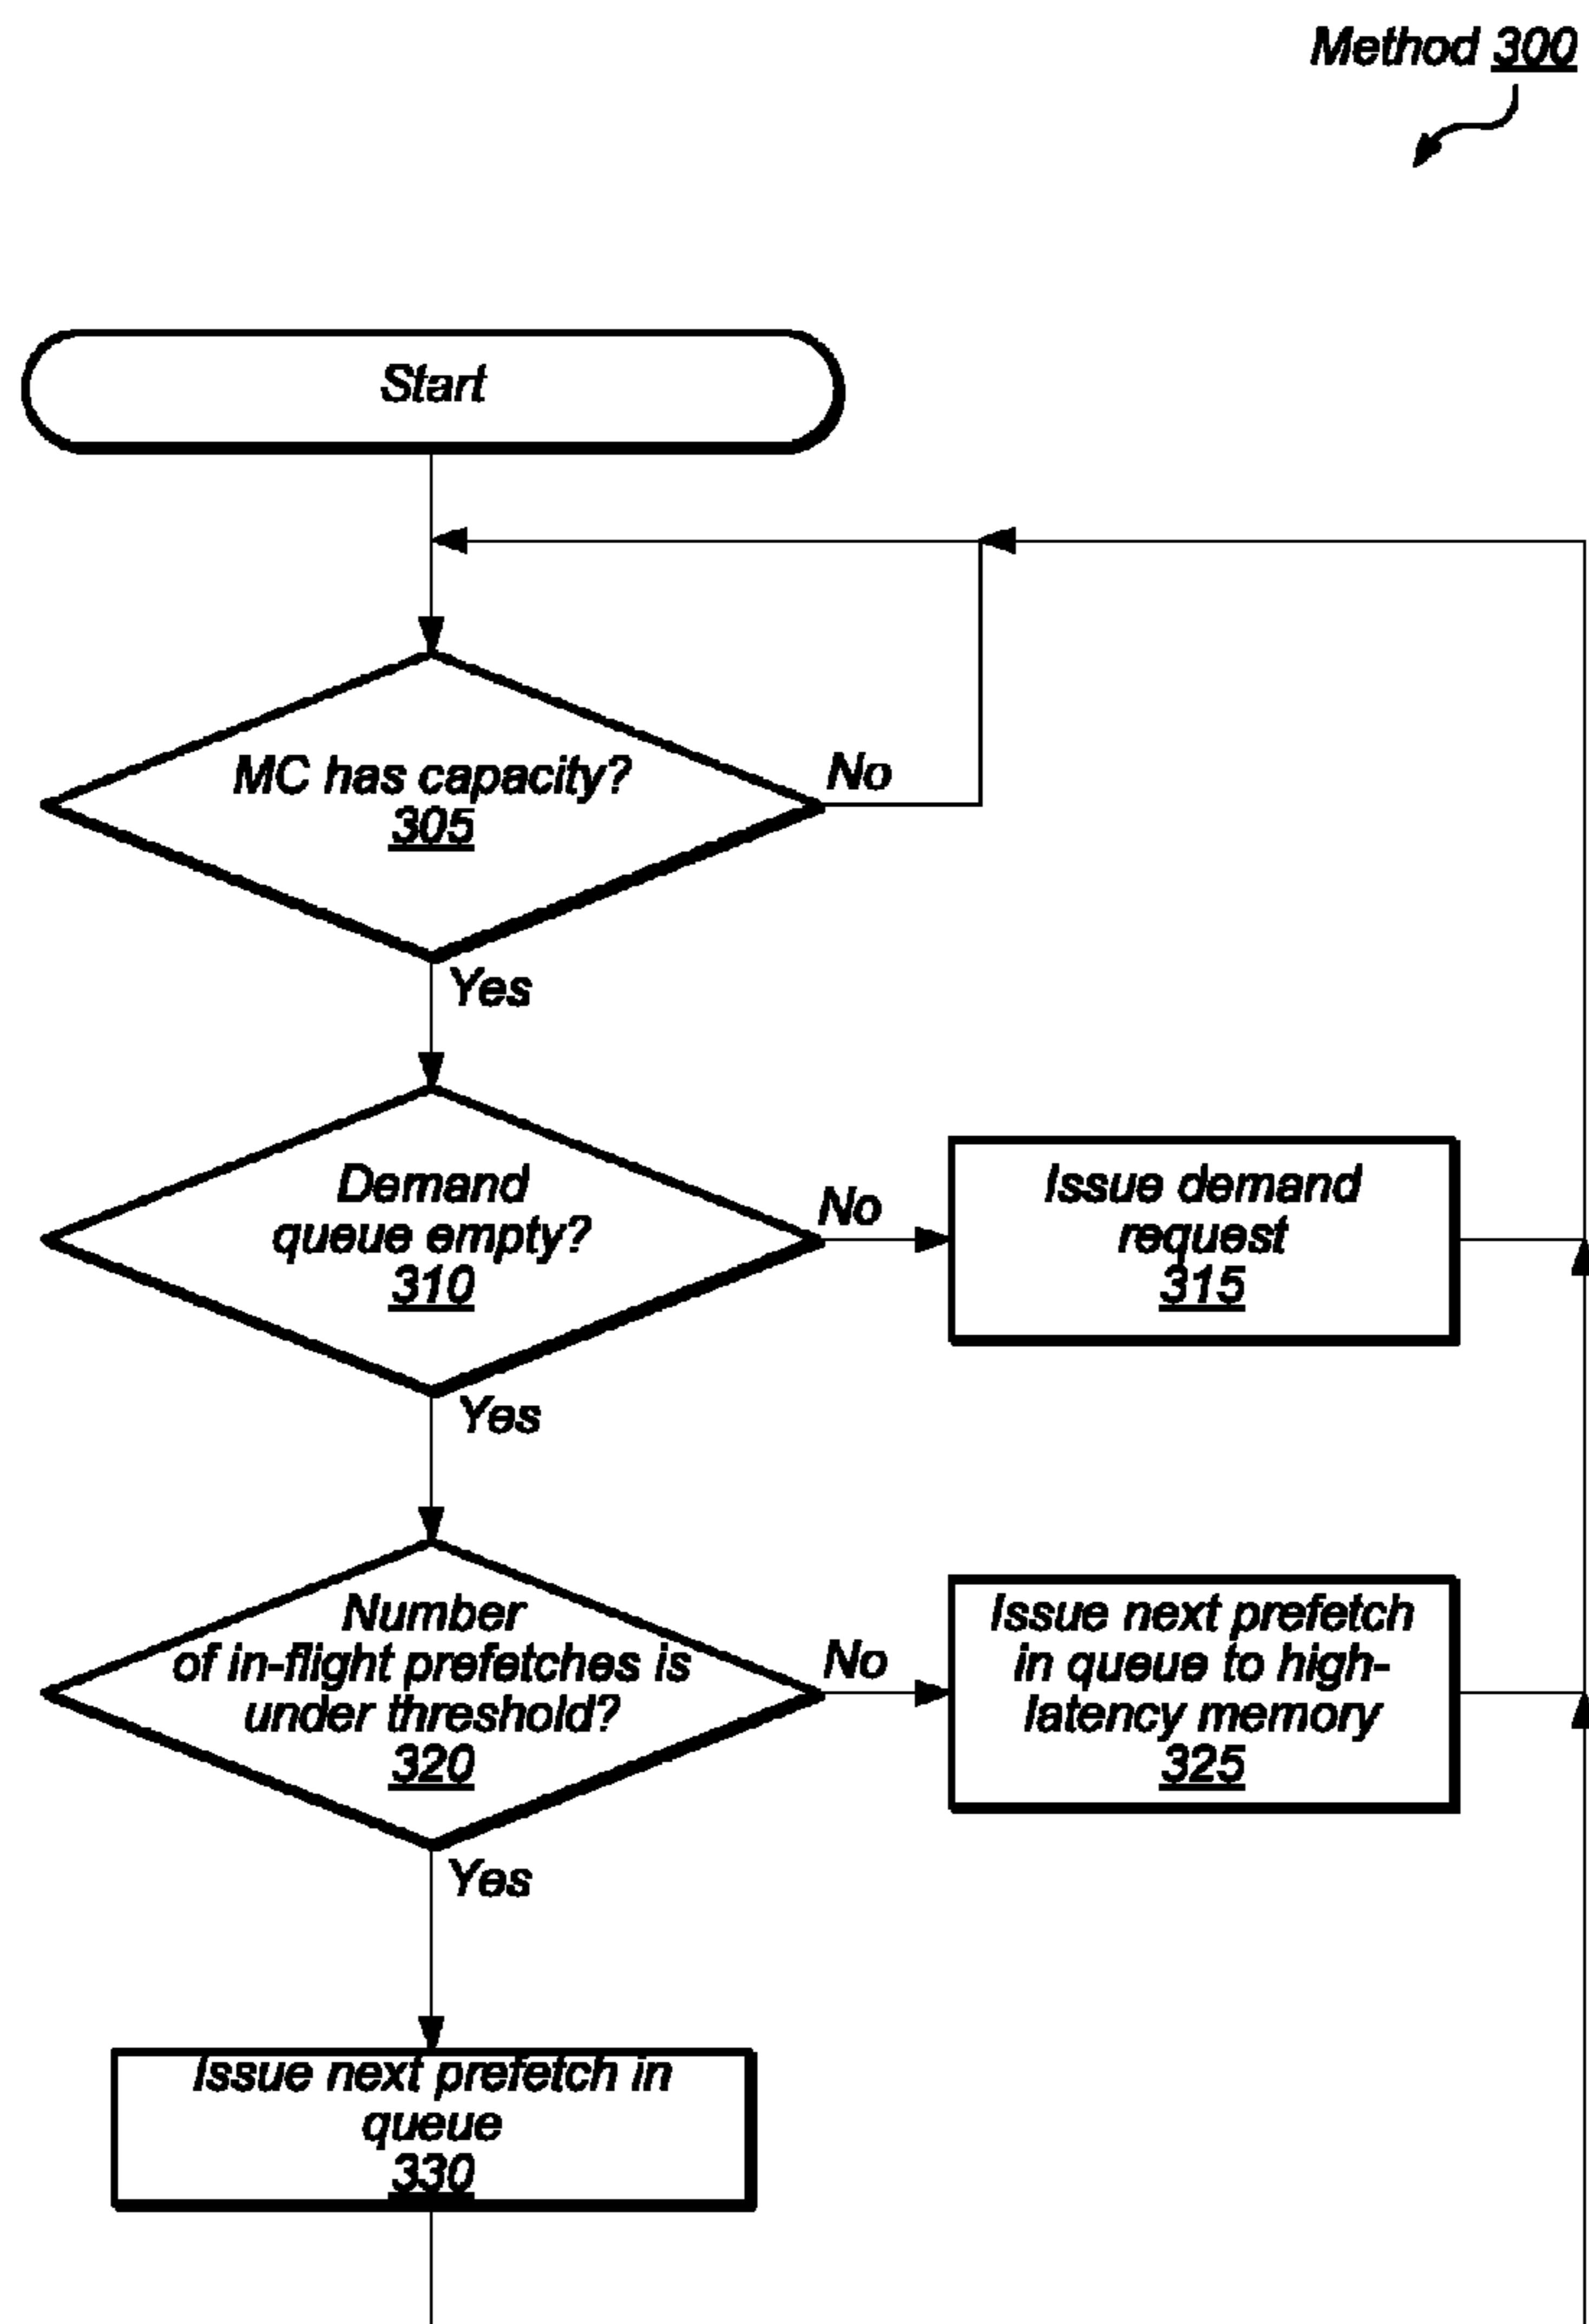 Method 300
Start
MC has capacity?
305
No
Yes
Demand
queue empty?
310
No
Issue demand
request
315
Yes
Number
of in-flight prefetches is
under threshold?
320
No
Issue next prefetch
in queue to high-
latency memory
325
Yes
Issue next prefetch in
queue
330